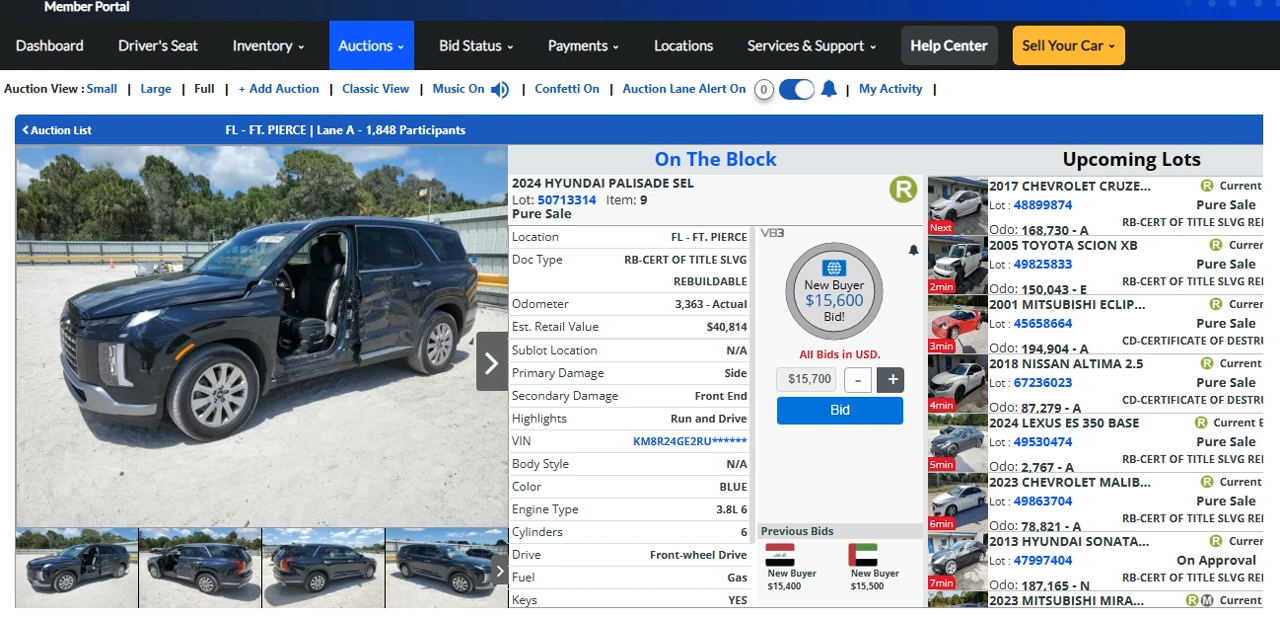 Member Portal
Dashboard Driver's Seat Inventory Auctions Bid Status Payments Locations Services & Support Help Center Sell Your Car
Auction View : Small | Large | Full | + Add Auction | Classic View | Music On | Confetti On | Auction Lane Alert On 0 | My Activity |
Auction List FL - FT. PIERCE | Lane A - 1,848 Participants
On The Block
2024 HYUNDAI PALISADE SEL
Lot: 50713314 Item: 9
Pure Sale
R
Location FL - FT. PIERCE
Doc Type RB-CERT OF TITLE SLVG
REBUILDABLE
Odometer 3,363 - Actual
Est. Retail Value $40,814
Sublot Location N/A
Primary Damage Side
Secondary Damage Front End
Highlights Run and Drive
VIN KM8R24GE2RU******
Body Style N/A
Color BLUE
Engine Type 3.8L 6
Cylinders 6
Drive Front-wheel Drive
Fuel Gas
Keys YES
VB3
New Buyer
$15,600
Bid!
All Bids in USD.
$15,700 - +
Bid
Previous Bids
New Buyer New Buyer
$15,400 $15,500
Upcoming Lots
2017 CHEVROLET CRUZE... R Current
Lot : 48899874 Pure Sale
RB-CERT OF TITLE SLVG REI
Next
Odo: 168,730 - A
2005 TOYOTA SCION XB R Curren
Lot : 49825833 Pure Sale
RB-CERT OF TITLE SLVG REI
2min
Odo: 150,043 - E
2001 MITSUBISHI ECLIP... R Curren
Lot : 45658664 Pure Sale
CD-CERTIFICATE OF DESTRU
3min
Odo: 194,904 - A
2018 NISSAN ALTIMA 2.5 R Curren
Lot : 67236023 Pure Sale
CD-CERTIFICATE OF DESTRU
4min
Odo: 87,279 - A
2024 LEXUS ES 350 BASE R Current E
Lot : 49530474 Pure Sale
RB-CERT OF TITLE SLVG REI
5min
Odo: 2,767 - A
2023 CHEVROLET MALIB... R Current
Lot : 49863704 Pure Sale
RB-CERT OF TITLE SLVG REI
6min
Odo: 78,821 - A
2013 HYUNDAI SONATA... R Curren
Lot : 47997404 On Approval
RB-CERT OF TITLE SLVG REI
7min
Odo: 187,165 - N
2023 MITSUBISHI MIRA... R M Current